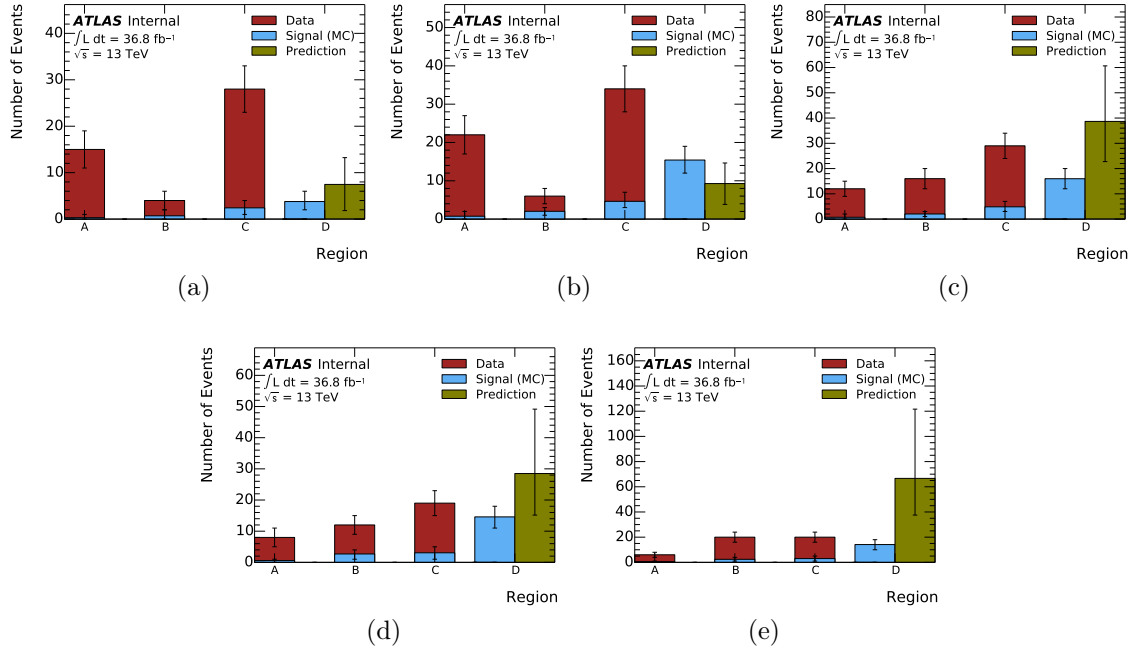 ATLAS Internal
∫L dt = 36.8 fb⁻¹
√s = 13 TeV
Data
Signal (MC)
Prediction
Number of Events
40
30
20
10
0
A B C D
Region
(a)
ATLAS Internal
∫L dt = 36.8 fb⁻¹
√s = 13 TeV
Data
Signal (MC)
Prediction
Number of Events
50
40
30
20
10
0
A B C D
Region
(b)
ATLAS Internal
∫L dt = 36.8 fb⁻¹
√s = 13 TeV
Data
Signal (MC)
Prediction
Number of Events
80
70
60
50
40
30
20
10
0
A B C D
Region
(c)
ATLAS Internal
∫L dt = 36.8 fb⁻¹
√s = 13 TeV
Data
Signal (MC)
Prediction
Number of Events
60
50
40
30
20
10
0
A B C D
Region
(d)
ATLAS Internal
∫L dt = 36.8 fb⁻¹
√s = 13 TeV
Data
Signal (MC)
Prediction
Number of Events
160
140
120
100
80
60
40
20
0
A B C D
Region
(e)